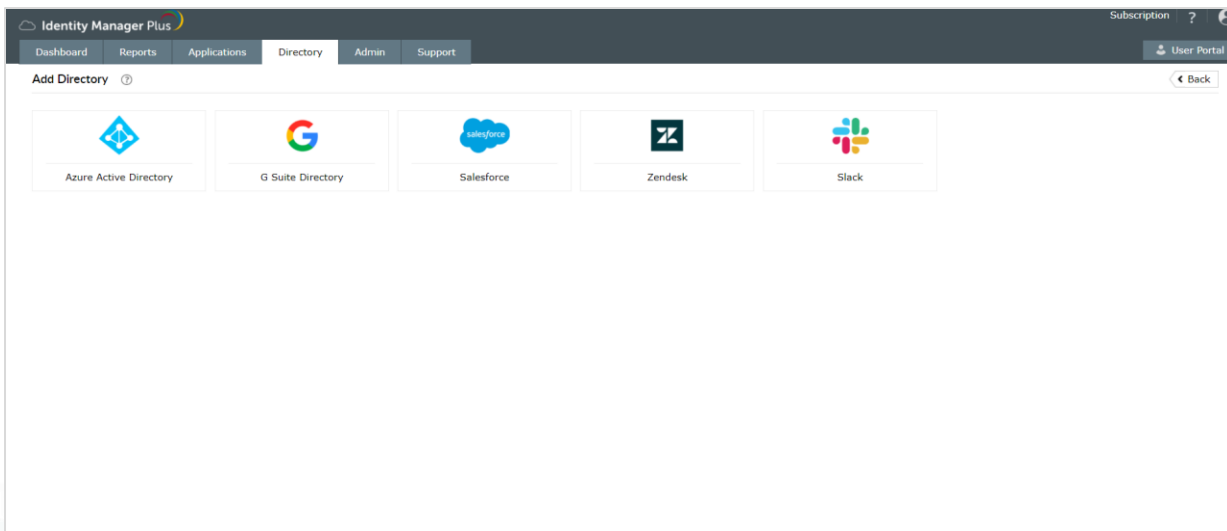 Identity Manager Plus
Subscription ?
Dashboard Reports Applications Directory Admin Support
User Portal
Add Directory ?
Back
salesforce
Azure Active Directory
G Suite Directory
Salesforce
Zendesk
Slack